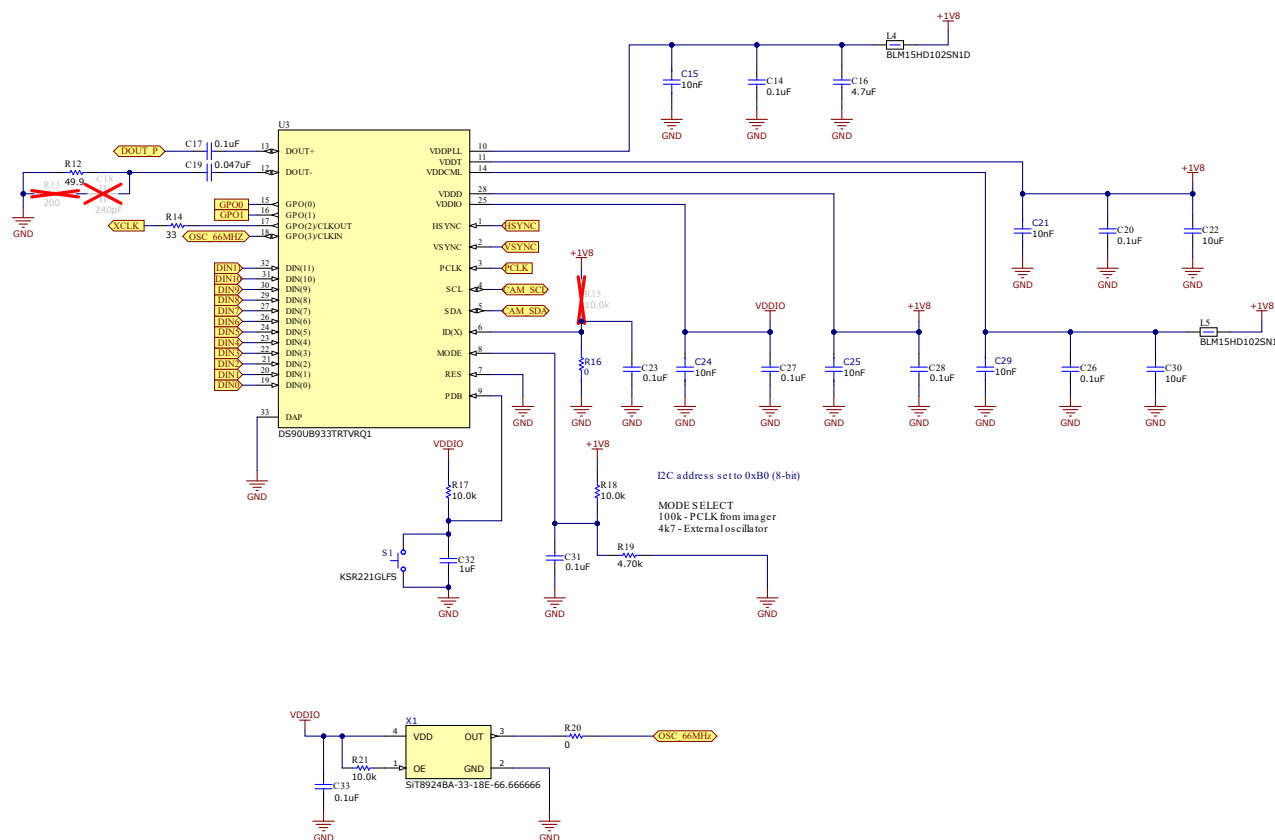 +1V8
L4
BLM15HD102SN1D
C15
10nF
C14
0.1uF
C16
4.7uF
GND
GND
GND
U3
DOUT_P
C17
0.1uF
13
DOUT+
VDDPLL
10
VDDT
11
R12
49.9
C18
240pF
R13
200
C19
0.047uF
12
DOUT-
VDDCML
14
GND
VDDD
28
VDDIO
25
GPO0
15
GPO(0)
GPO1
16
GPO(1)
XCLK
R14
33
17
GPO(2)/CLKOUT
OSC_66MHZ
18
GPO(3)/CLKIN
HSYNC
1
HSYNC
VSYNC
2
VSYNC
PCLK
3
PCLK
SCL
4
CAM_SCL
SDA
5
CAM_SDA
ID(X)
6
MODE
8
RES
7
PDB
9
DIN11
32
DIN(11)
DIN10
31
DIN(10)
DIN9
30
DIN(9)
DIN8
29
DIN(8)
DIN7
27
DIN(7)
DIN6
26
DIN(6)
DIN5
24
DIN(5)
DIN4
23
DIN(4)
DIN3
22
DIN(3)
DIN2
21
DIN(2)
DIN1
20
DIN(1)
DIN0
19
DIN(0)
33
DAP
DS90UB933TRTVRQ1
GND
+1V8
R15
10.0k
R16
0
GND
GND
C23
0.1uF
GND
+1V8
C21
10nF
C20
0.1uF
C22
10uF
GND
GND
GND
VDDIO
C24
10nF
C27
0.1uF
GND
GND
+1V8
C25
10nF
C28
0.1uF
GND
GND
+1V8
L5
BLM15HD102SN1
C29
10nF
C26
0.1uF
C30
10uF
GND
GND
GND
VDDIO
R17
10.0k
S1
KSR221GLFS
C32
1uF
GND
+1V8
R18
10.0k
C31
0.1uF
GND
R19
4.70k
GND
I2C address set to 0xB0 (8-bit)
MODE SELECT
100k - PCLK from imager
4k7 - External oscillator
VDDIO
X1
4
VDD
OUT
3
R20
0
OSC_66MHz
R21
10.0k
1
OE
GND
2
SiT8924BA-33-18E-66.666666
C33
0.1uF
GND
GND